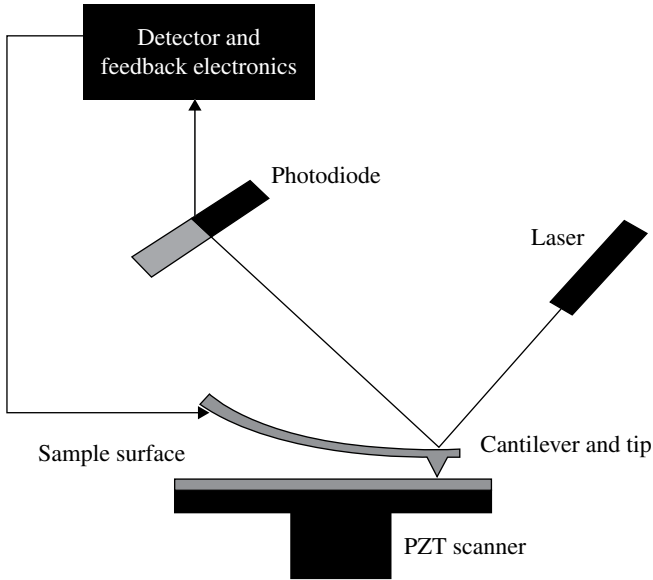 Detector and
feedback electronics
Photodiode
Laser
Cantilever and tip
Sample surface
PZT scanner